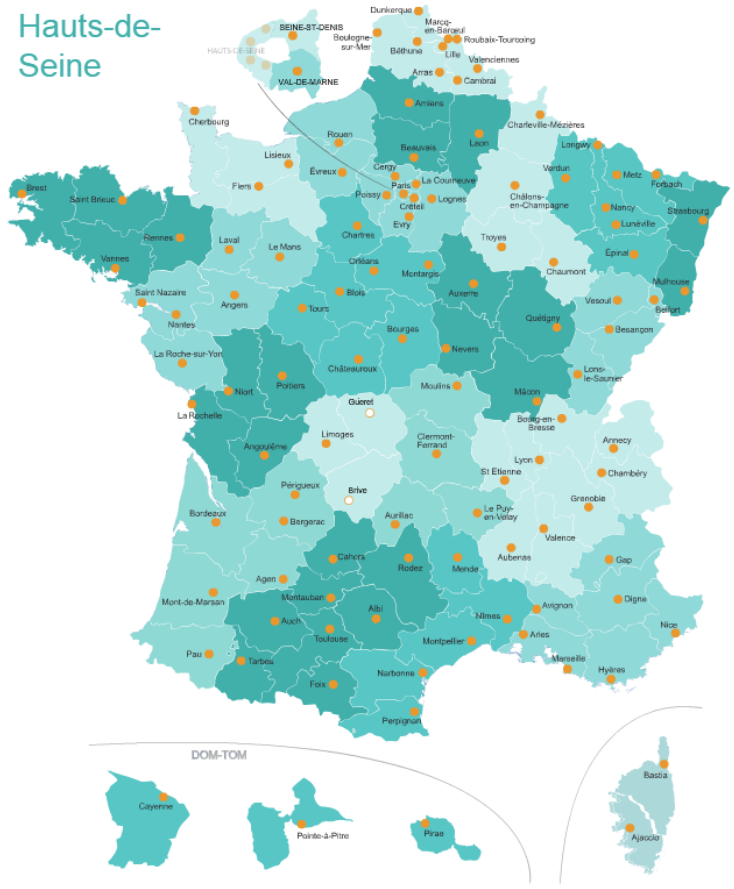 Hauts-de-
Seine
SEINE-ST-DENIS
HAUTS-DE-SEINE
VAL-DE-MARNE
Dunkerque
Marcq-
en-Barœul
Boulogne-
sur-Mer
Roubaix-Tourcoing
Béthune
Lille
Valenciennes
Arras
Cambrai
Amiens
Cherbourg
Charleville-Mézières
Rouen
Beauvais
Laon
Longwy
Lisieux
Évreux
Cergy
Verdun
Metz
Forbach
Brest
Flers
Poissy
Paris
La Courneuve
Châlons-
en-Champagne
Saint Brieuc
Créteil
Lognes
Nancy
Strasbourg
Evry
Lunéville
Rennes
Laval
Le Mans
Chartres
Troyes
Épinal
Vannes
Orléans
Montargis
Chaumont
Mulhouse
Saint Nazaire
Angers
Blois
Auxerre
Vesoul
Belfort
Tours
Nantes
Bourges
Quétigny
Besançon
La Roche-sur-Yon
Châteauroux
Nevers
Lons-
le-Saunier
Niort
Poitiers
Moulins
Mâcon
La Rochelle
Gueret
Bourg-en-
Bresse
Angoulême
Limoges
Clermont-
Ferrand
Annecy
Lyon
St Etienne
Chambéry
Périgueux
Brive
Grenoble
Bordeaux
Bergerac
Aurillac
Le Puy-
en-Velay
Valence
Aubenas
Cahors
Rodez
Mende
Gap
Agen
Mont-de-Marsan
Montauban
Albi
Avignon
Digne
Auch
Toulouse
Nîmes
Nice
Montpellier
Arles
Pau
Tarbes
Marseille
Hyères
Foix
Narbonne
Perpignan
DOM-TOM
Bastia
Cayenne
Pointe-à-Pitre
Pirae
Ajaccio